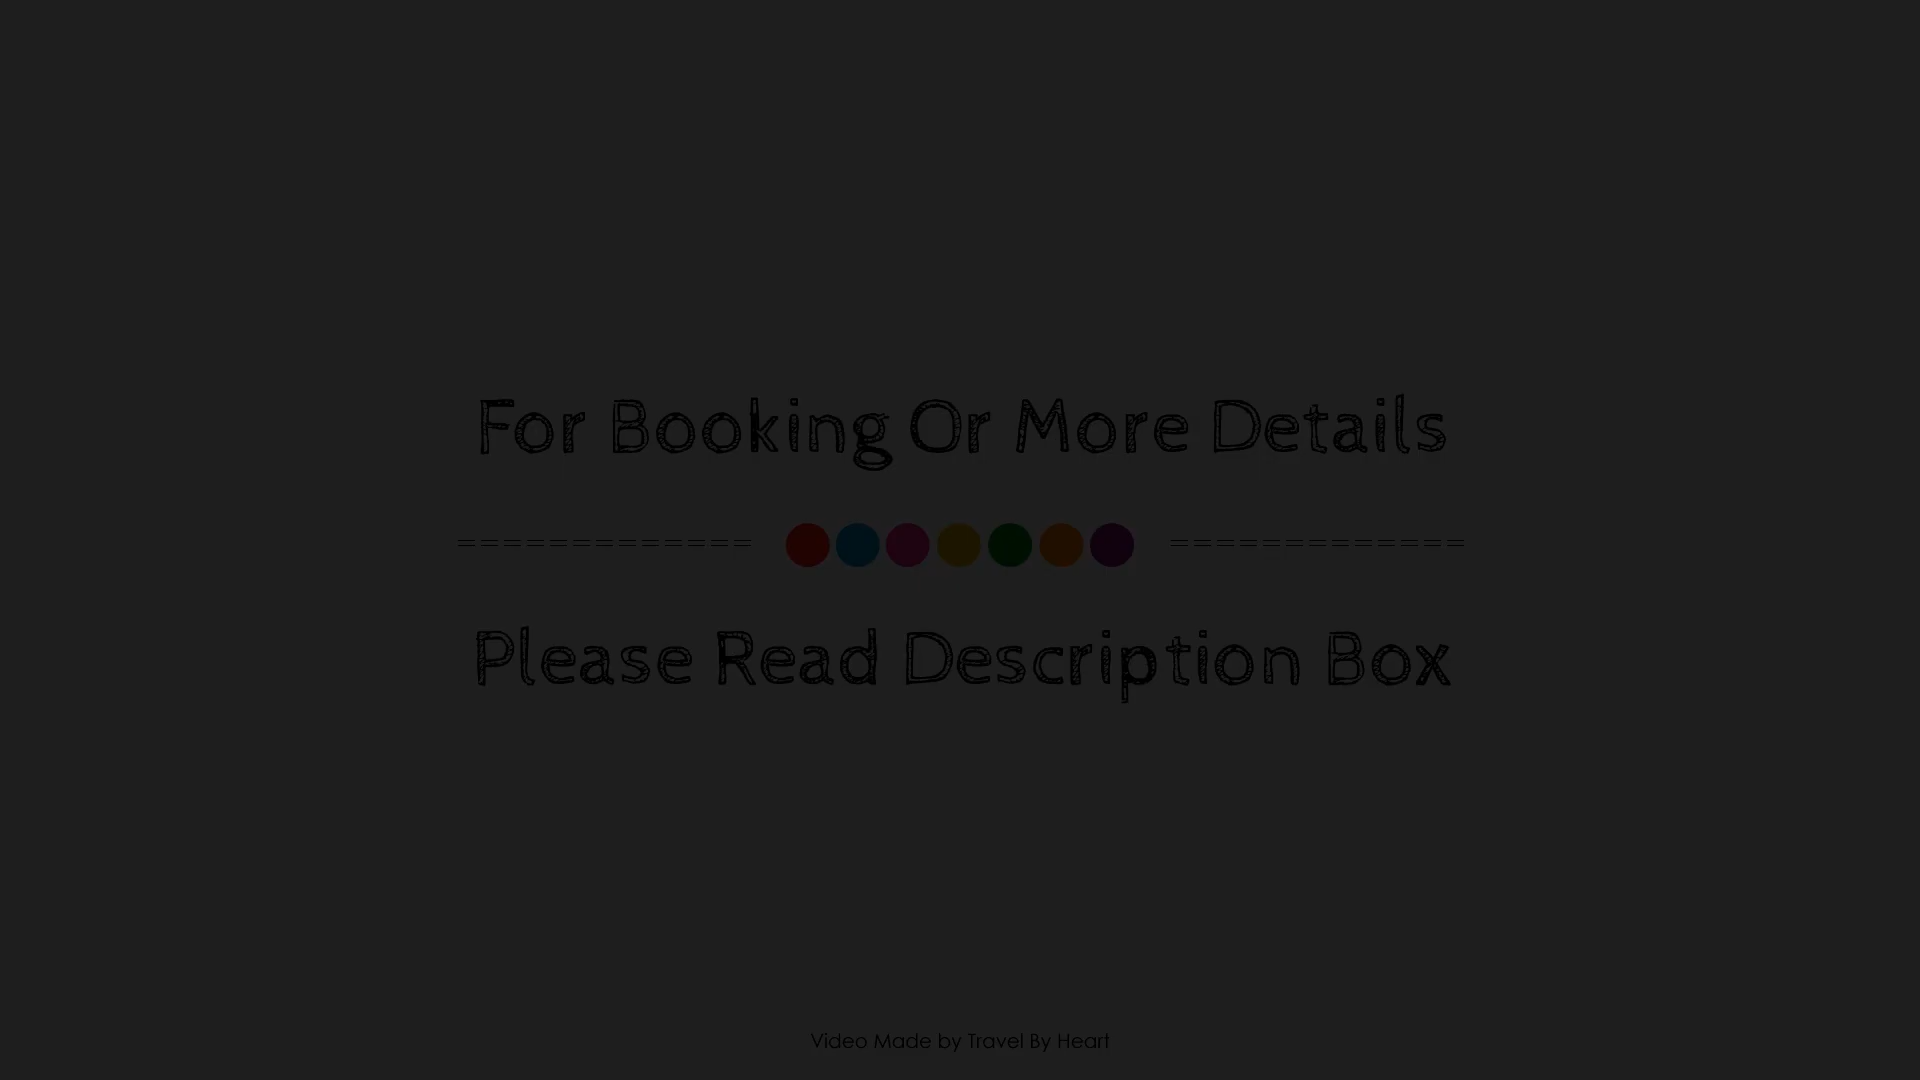 For Booking Or More Details
============= =============
Please Read Description Box
Video Made by Travel By Heart